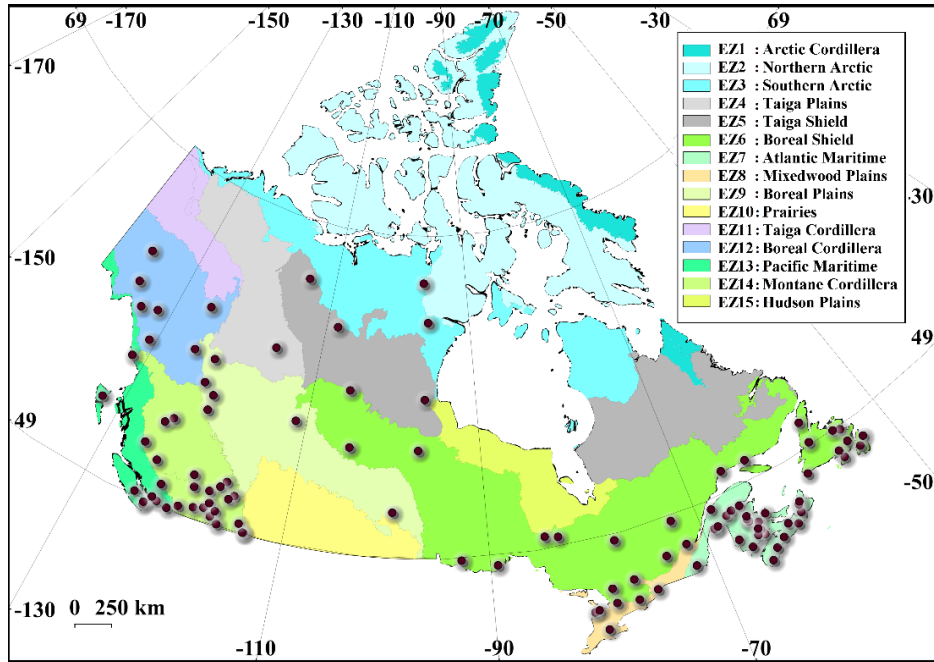 -170 -150 -130 -110 -90 -70 -50 -30 69
69
-170
EZ1 : Arctic Cordillera
EZ2 : Northern Arctic
EZ3 : Southern Arctic
EZ4 : Taiga Plains
EZ5 : Taiga Shield
EZ6 : Boreal Shield
EZ7 : Atlantic Maritime
EZ8 : Mixedwood Plains
EZ9 : Boreal Plains
EZ10 : Prairies
EZ11 : Taiga Cordillera
EZ12 : Boreal Cordillera
EZ13 : Pacific Maritime
EZ14 : Montane Cordillera
EZ15 : Hudson Plains
-30
-150
49
49
-50
-130
0 250 km
-110 -90 -70